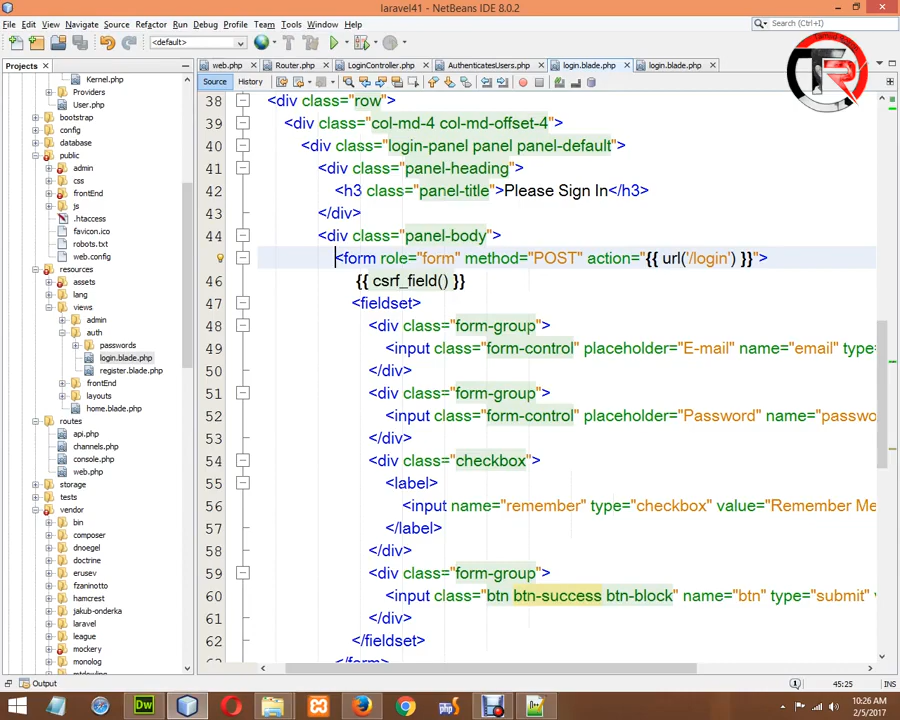 laravel41 - NetBeans IDE 8.0.2
File Edit View Navigate Source Refactor Run Debug Profile Team Tools Window Help
Search (Ctrl+I)
<default>
Projects
web.php Router.php LoginController.php AuthenticatesUsers.php login.blade.php login.blade.php
Source History
Kernel.php
Providers
User.php
bootstrap
config
database
public
admin
css
frontEnd
js
.htaccess
favicon.ico
robots.txt
web.config
resources
assets
lang
views
admin
auth
passwords
login.blade.php
register.blade.php
frontEnd
layouts
home.blade.php
routes
api.php
channels.php
console.php
web.php
storage
tests
vendor
bin
composer
dnoegel
doctrine
erusev
fzaninotto
hamcrest
jakub-onderka
laravel
league
mockery
monolog
38 <div class="row">
39 <div class="col-md-4 col-md-offset-4">
40 <div class="login-panel panel panel-default">
41 <div class="panel-heading">
42 <h3 class="panel-title">Please Sign In</h3>
43 </div>
44 <div class="panel-body">
<form role="form" method="POST" action="{{ url('/login') }}">
46 {{ csrf_field() }}
47 <fieldset>
48 <div class="form-group">
49 <input class="form-control" placeholder="E-mail" name="email" type=
50 </div>
51 <div class="form-group">
52 <input class="form-control" placeholder="Password" name="passwo
53 </div>
54 <div class="checkbox">
55 <label>
56 <input name="remember" type="checkbox" value="Remember Me
57 </label>
58 </div>
59 <div class="form-group">
60 <input class="btn btn-success btn-block" name="btn" type="submit" v
61 </div>
62 </fieldset>
</form>
Output
45:25 INS
10:26 AM
2/5/2017